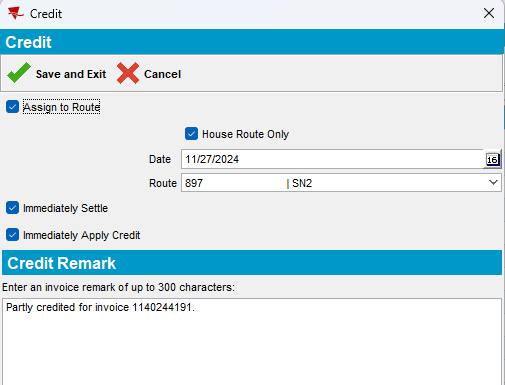 Credit
Credit
Save and Exit Cancel
Assign to Route
House Route Only
Date 11/27/2024 16
Route 897 | SN2
Immediately Settle
Immediately Apply Credit
Credit Remark
Enter an invoice remark of up to 300 characters:
Partly credited for invoice 1140244191.